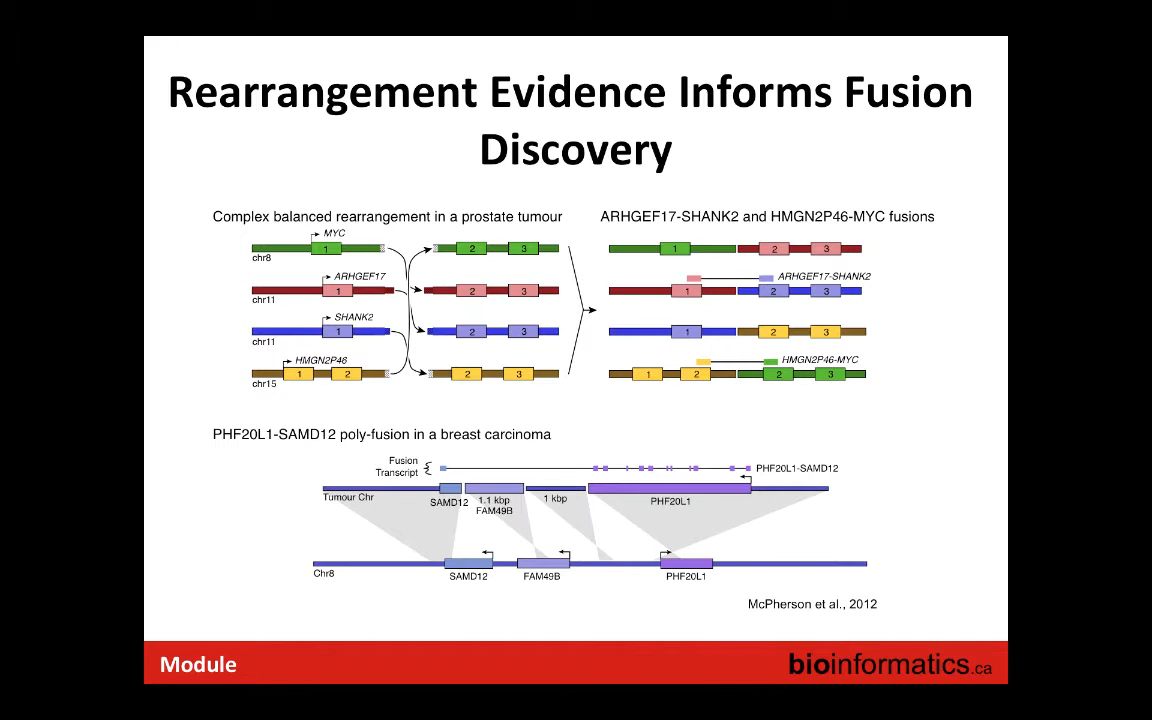 Rearrangement Evidence Informs Fusion
Discovery
Complex balanced rearrangement in a prostate tumour
MYC
1
2
3
chr8
ARHGEF17
1
2
3
chr11
SHANK2
1
2
3
chr11
HMGN2P46
1
2
2
3
chr15
ARHGEF17-SHANK2 and HMGN2P46-MYC fusions
1
2
3
ARHGEF17-SHANK2
1
2
3
1
2
3
HMGN2P46-MYC
1
2
2
3
PHF20L1-SAMD12 poly-fusion in a breast carcinoma
Fusion
Transcript
PHF20L1-SAMD12
Tumour Chr
SAMD12
1.1 kbp
FAM49B
1 kbp
PHF20L1
Chr8
SAMD12
FAM49B
PHF20L1
McPherson et al., 2012
Module
bioinformatics.ca